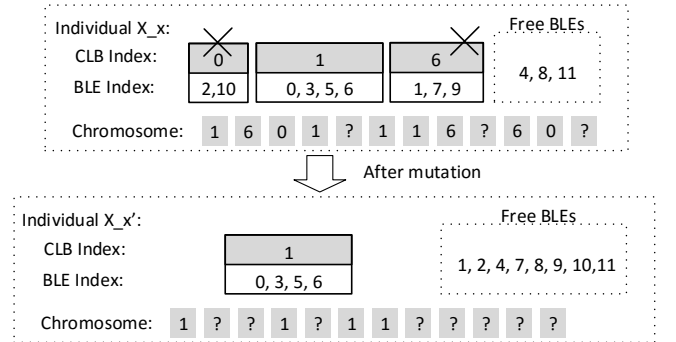 Individual X_x:
Free BLEs
CLB Index: 0 1 6
BLE Index: 2,10 0, 3, 5, 6 1, 7, 9
4, 8, 11
Chromosome: 1 6 0 1 ? 1 1 6 ? 6 0 ?
After mutation
Individual X_x’:
Free BLEs
CLB Index: 1
BLE Index: 0, 3, 5, 6
1, 2, 4, 7, 8, 9, 10,11
Chromosome: 1 ? ? 1 ? 1 1 ? ? ? ? ?